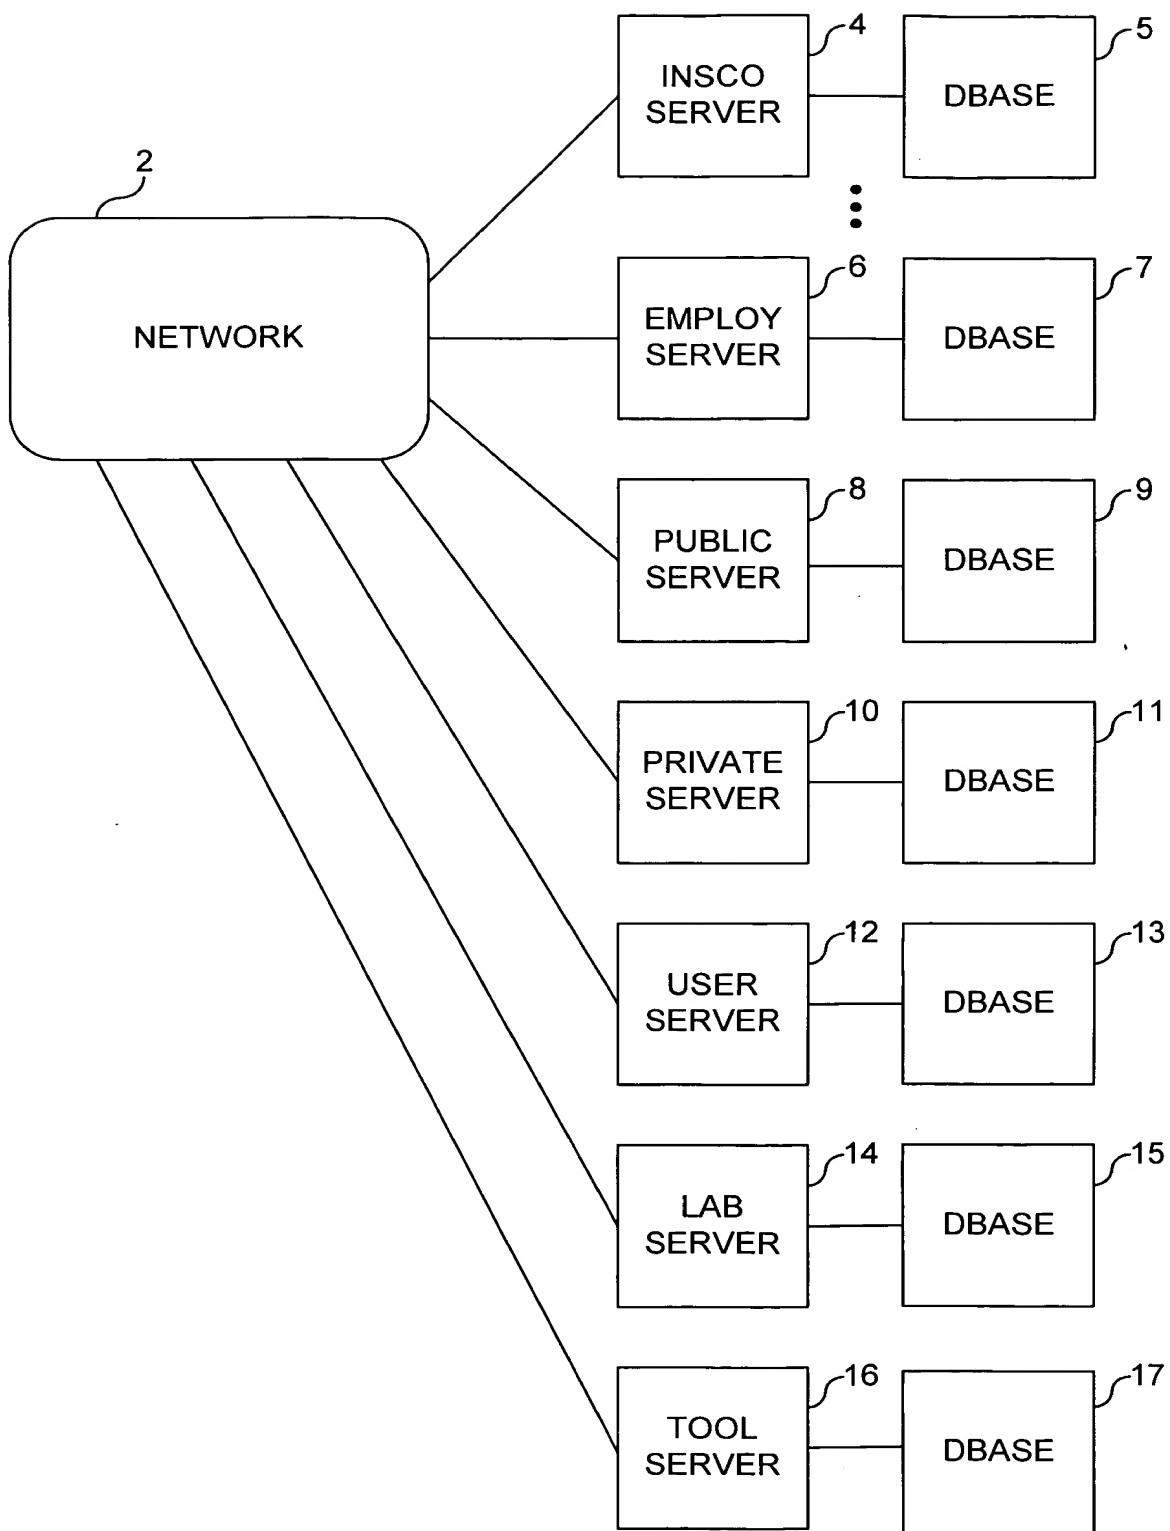 4
5
INSCO
SERVER
DBASE
2
6
7
NETWORK
EMPLOY
SERVER
DBASE
8
9
PUBLIC
SERVER
DBASE
10
11
PRIVATE
SERVER
DBASE
12
13
USER
SERVER
DBASE
14
15
LAB
SERVER
DBASE
16
17
TOOL
SERVER
DBASE